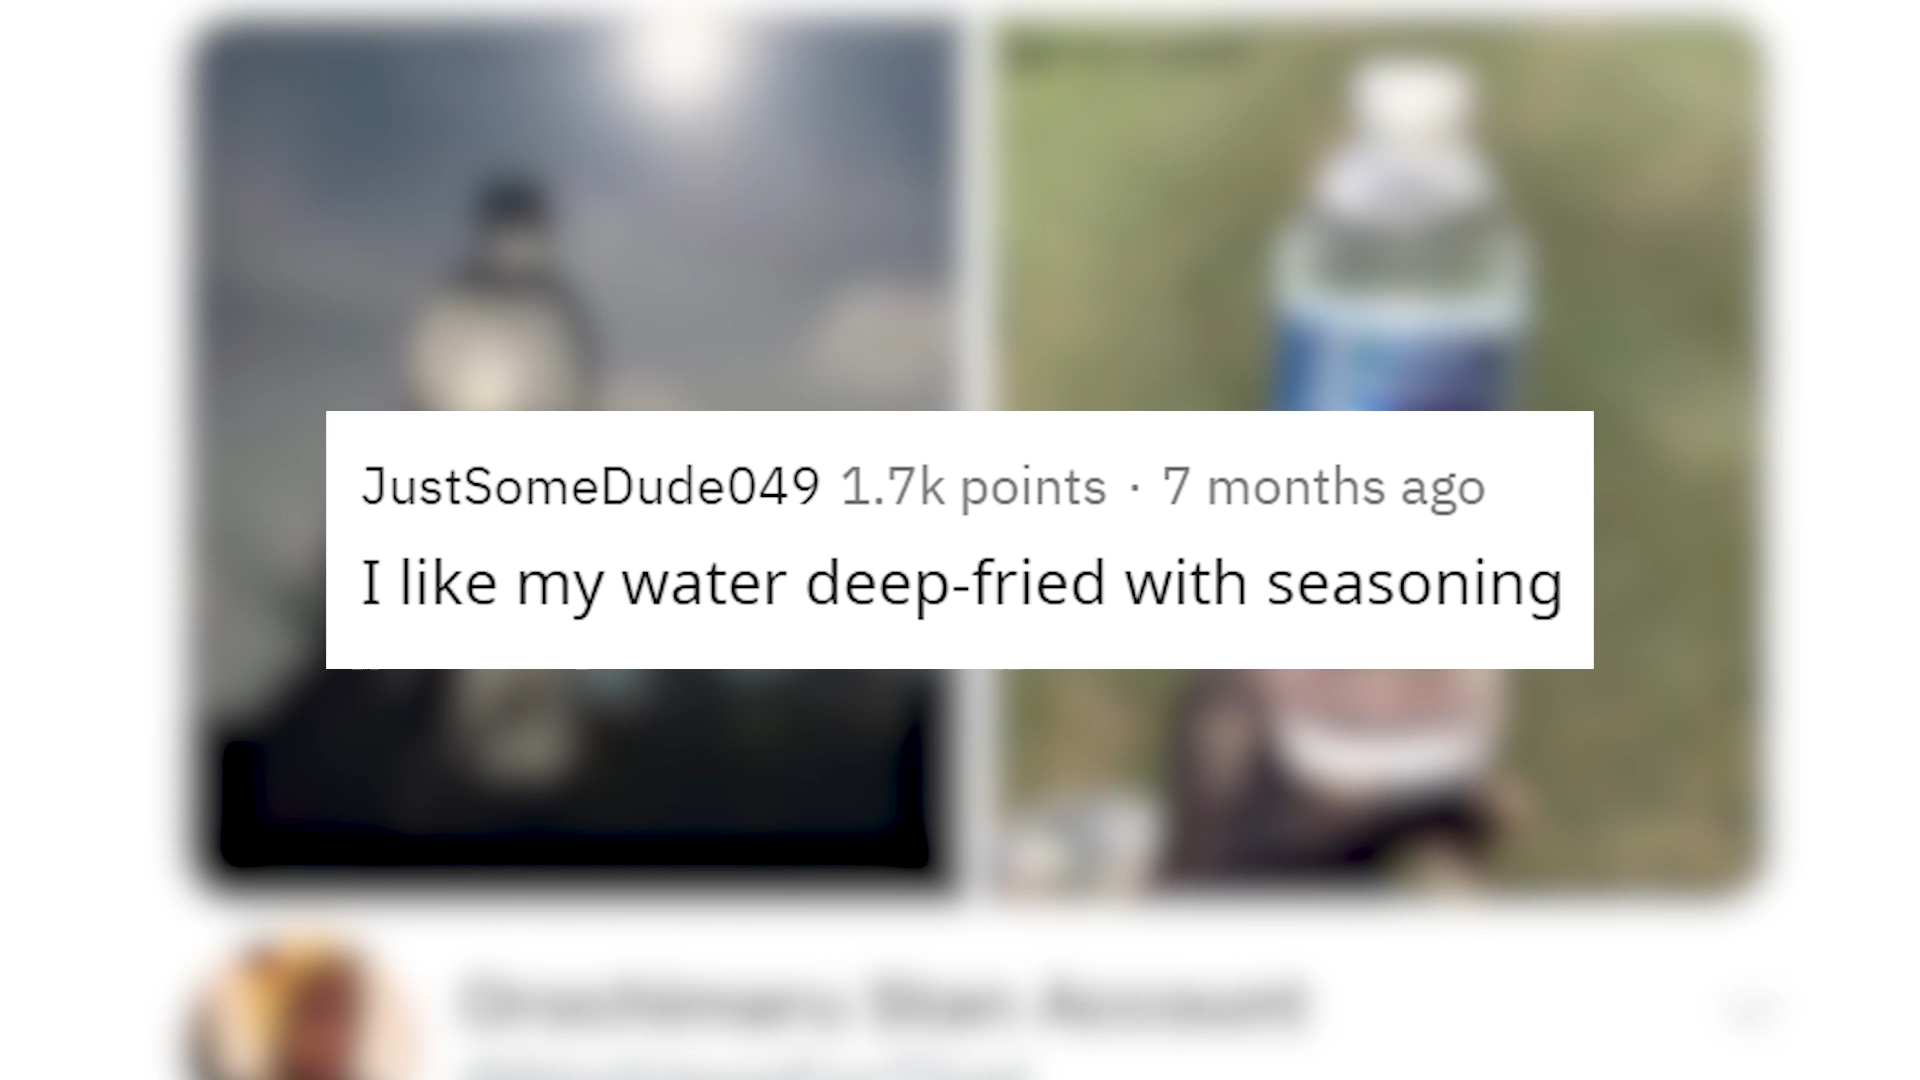 JustSomeDude049 1.7k points · 7 months ago
I like my water deep-fried with seasoning